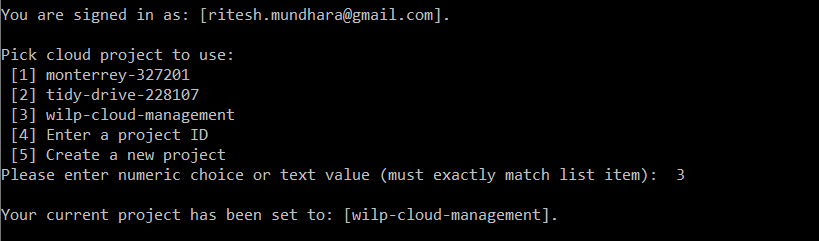 You are signed in as: [ritesh.mundhara@gmail.com].
Pick cloud project to use:
[1] monterrey-327201
[2] tidy-drive-228107
[3] wilp-cloud-management
[4] Enter a project ID
[5] Create a new project
Please enter numeric choice or text value (must exactly match list item):  3
Your current project has been set to: [wilp-cloud-management].